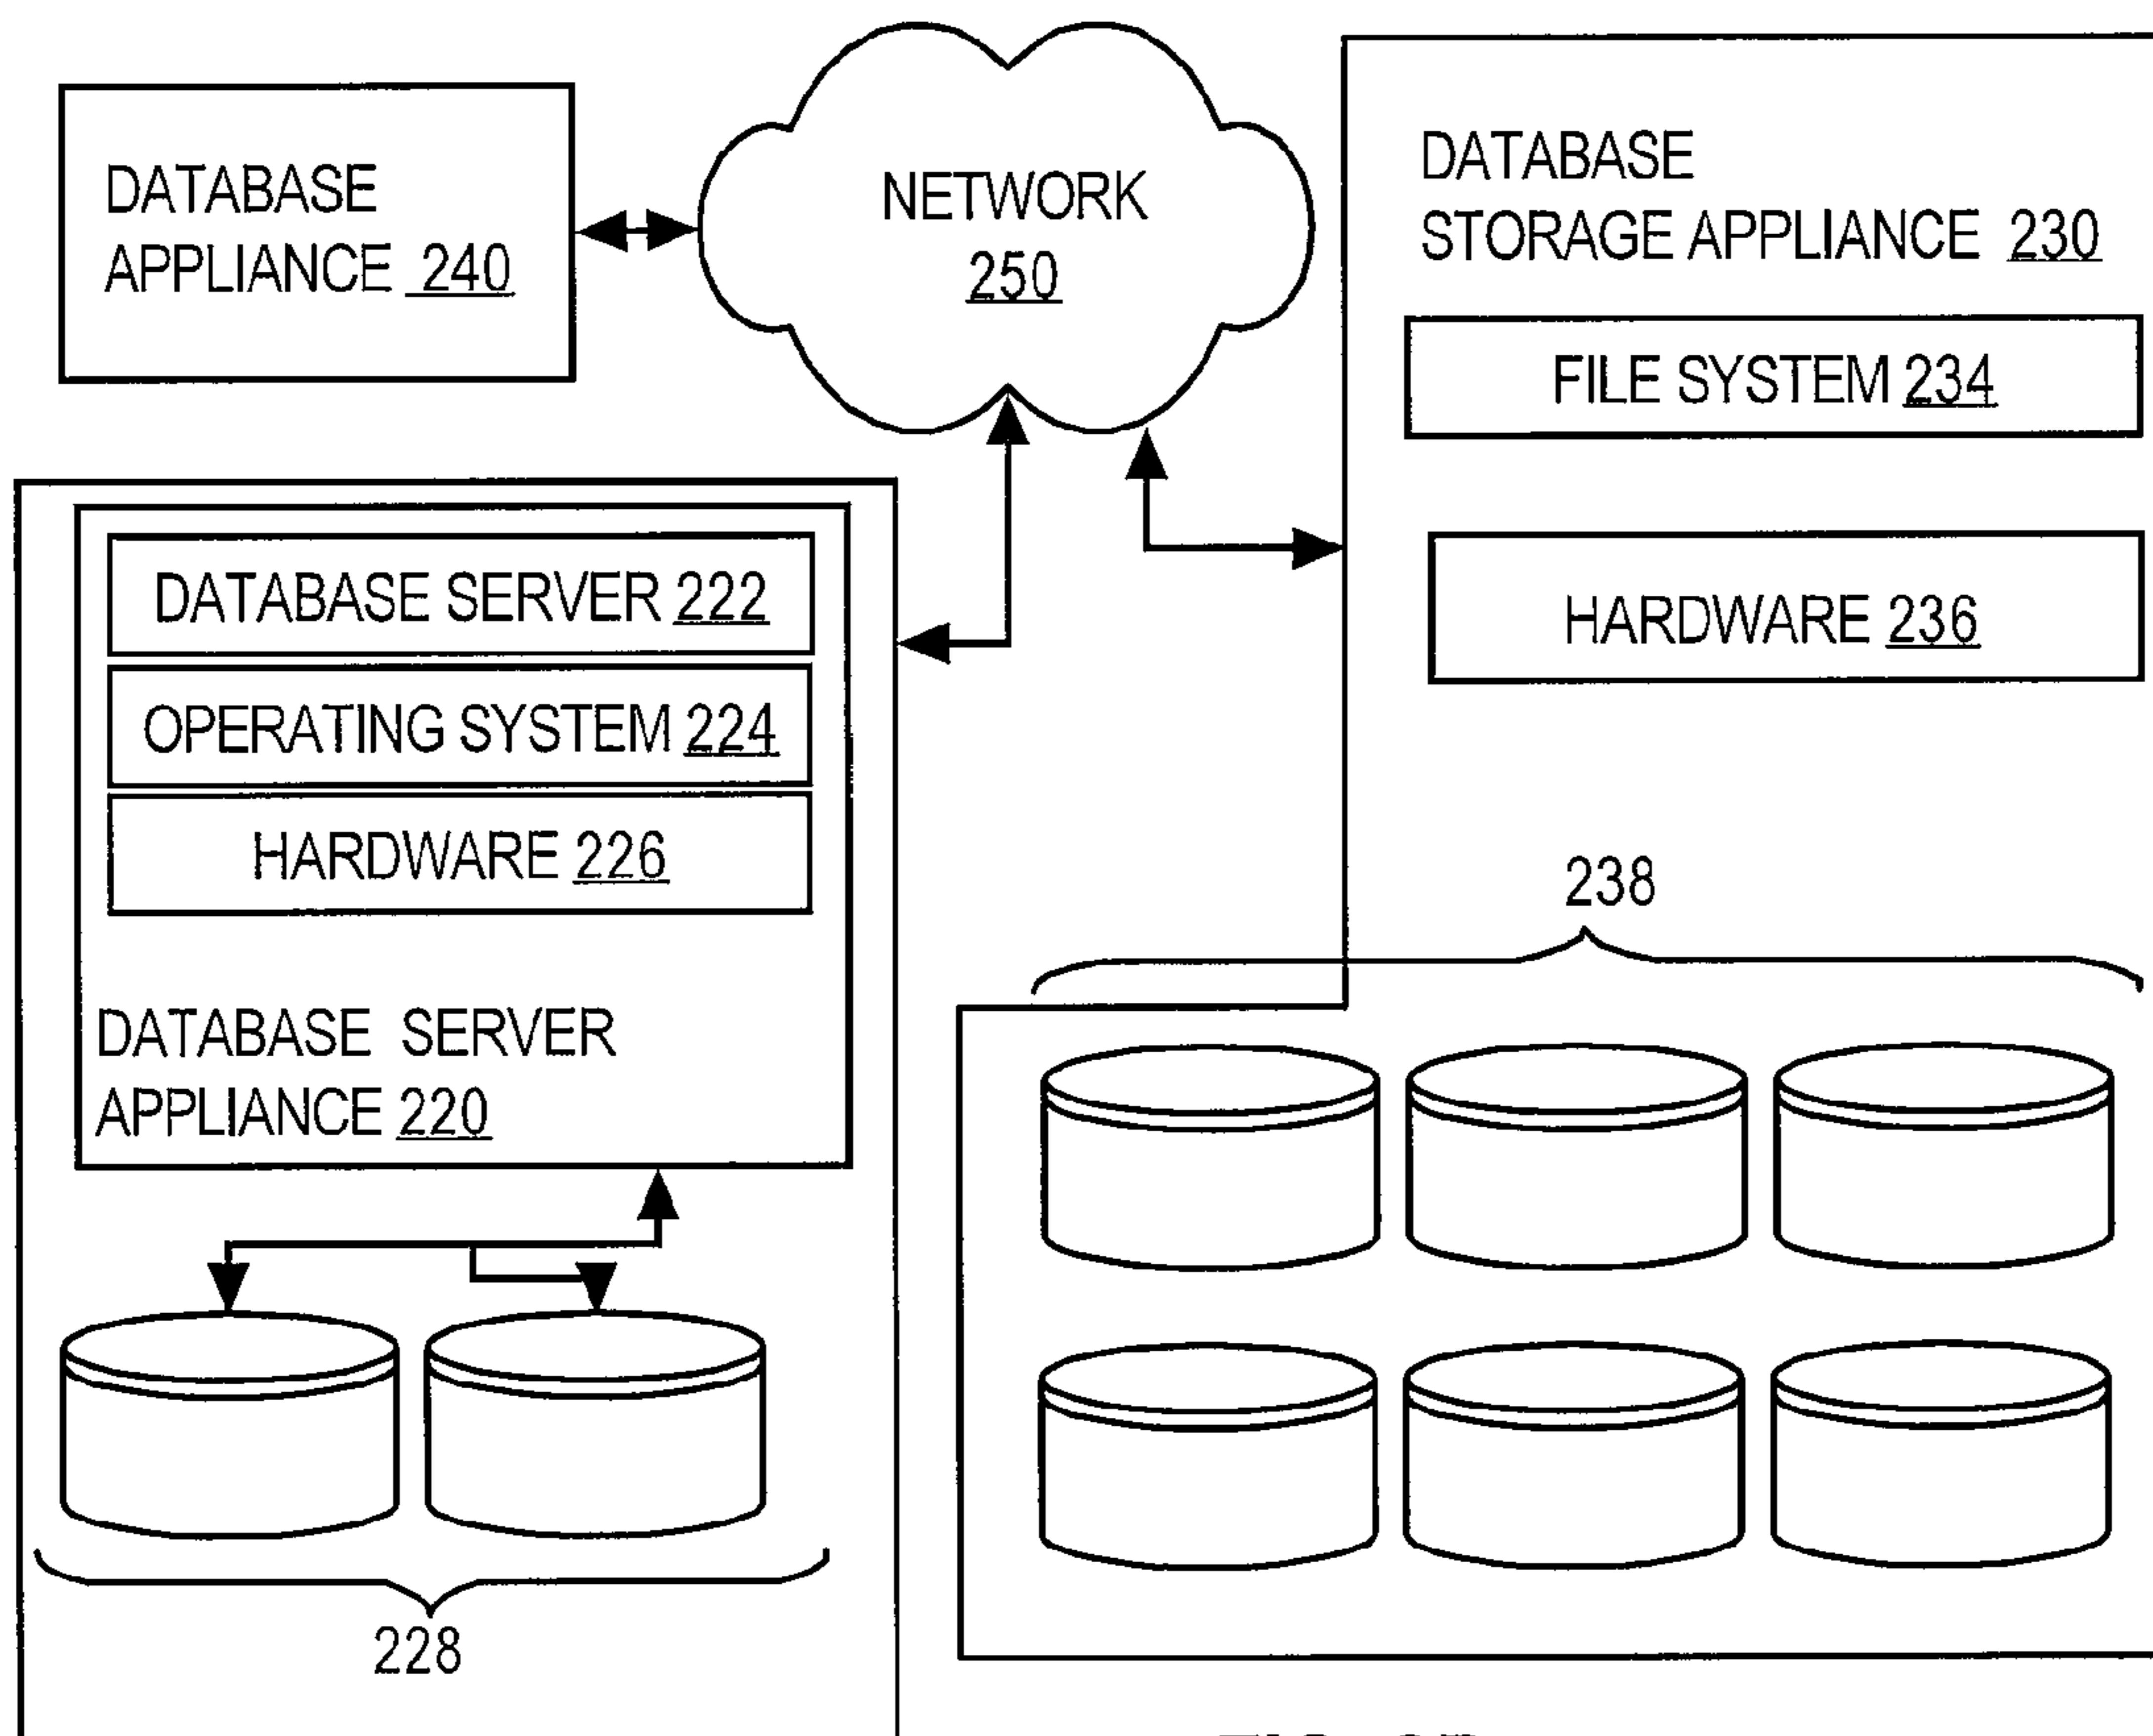 DATABASE
APPLIANCE 240
NETWORK
250
DATABASE
STORAGE APPLIANCE 230
FILE SYSTEM 234
HARDWARE 236
DATABASE SERVER 222
OPERATING SYSTEM 224
HARDWARE 226
DATABASE SERVER
APPLIANCE 220
238
228